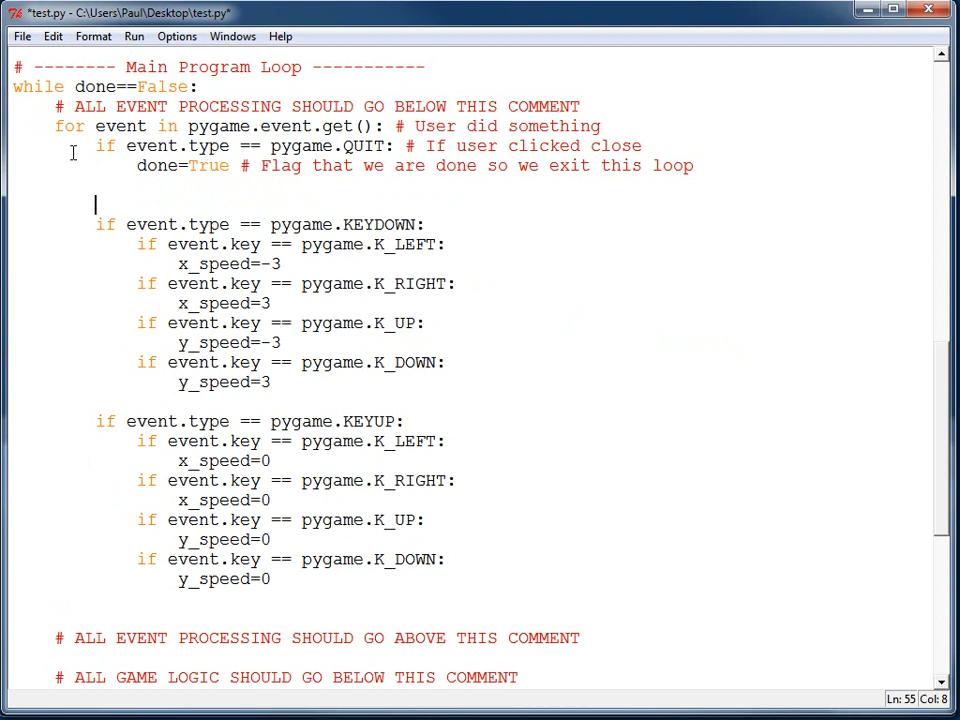 *test.py - C:\Users\Paul\Desktop\test.py*
File Edit Format Run Options Windows Help
# -------- Main Program Loop -----------
while done==False:
    # ALL EVENT PROCESSING SHOULD GO BELOW THIS COMMENT
    for event in pygame.event.get(): # User did something
        if event.type == pygame.QUIT: # If user clicked close
            done=True # Flag that we are done so we exit this loop
        if event.type == pygame.KEYDOWN:
            if event.key == pygame.K_LEFT:
                x_speed=-3
            if event.key == pygame.K_RIGHT:
                x_speed=3
            if event.key == pygame.K_UP:
                y_speed=-3
            if event.key == pygame.K_DOWN:
                y_speed=3
        if event.type == pygame.KEYUP:
            if event.key == pygame.K_LEFT:
                x_speed=0
            if event.key == pygame.K_RIGHT:
                x_speed=0
            if event.key == pygame.K_UP:
                y_speed=0
            if event.key == pygame.K_DOWN:
                y_speed=0
    # ALL EVENT PROCESSING SHOULD GO ABOVE THIS COMMENT
    # ALL GAME LOGIC SHOULD GO BELOW THIS COMMENT
Ln: 55 Col: 8